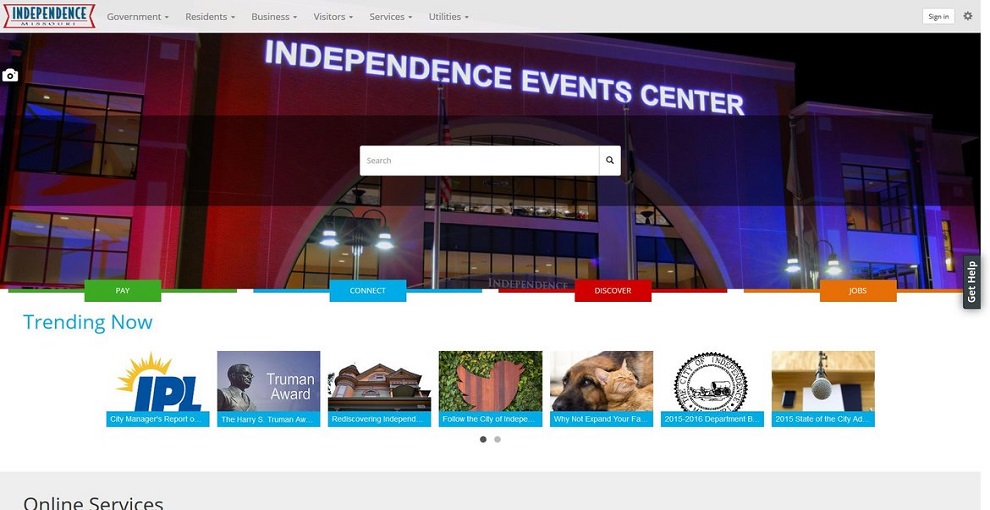 INDEPENDENCE
MISSOURI
Government Residents Business Visitors Services Utilities
Sign in
INDEPENDENCE EVENTS CENTER
Search
INDEPENDENCE
Get Help
PAY CONNECT DISCOVER JOBS
Trending Now
IPL
Truman
Award
THE CITY OF INDEPENDENCE
City Manager's Report o...
The Harry S. Truman Aw...
Rediscovering Independ...
Follow the City of Indepe...
Why Not Expand Your Fa...
2015-2016 Department B...
2015 State of the City Ad...
Online Services